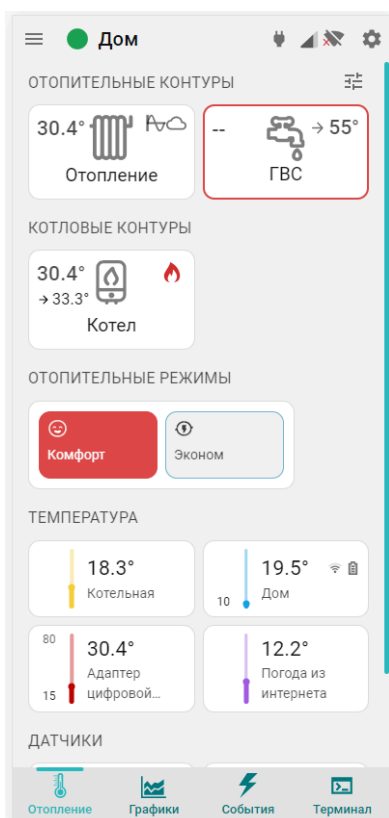 Дом
ОТОПИТЕЛЬНЫЕ КОНТУРЫ
30.4°
Отопление
-- → 55°
ГВС
КОТЛОВЫЕ КОНТУРЫ
30.4°
→ 33.3°
Котел
ОТОПИТЕЛЬНЫЕ РЕЖИМЫ
Комфорт
Эконом
ТЕМПЕРАТУРА
18.3°
Котельная
19.5°
10 Дом
80
30.4°
Адаптер
15 цифровой...
12.2°
Погода из
интернета
ДАТЧИКИ
Отопление Графики События Терминал